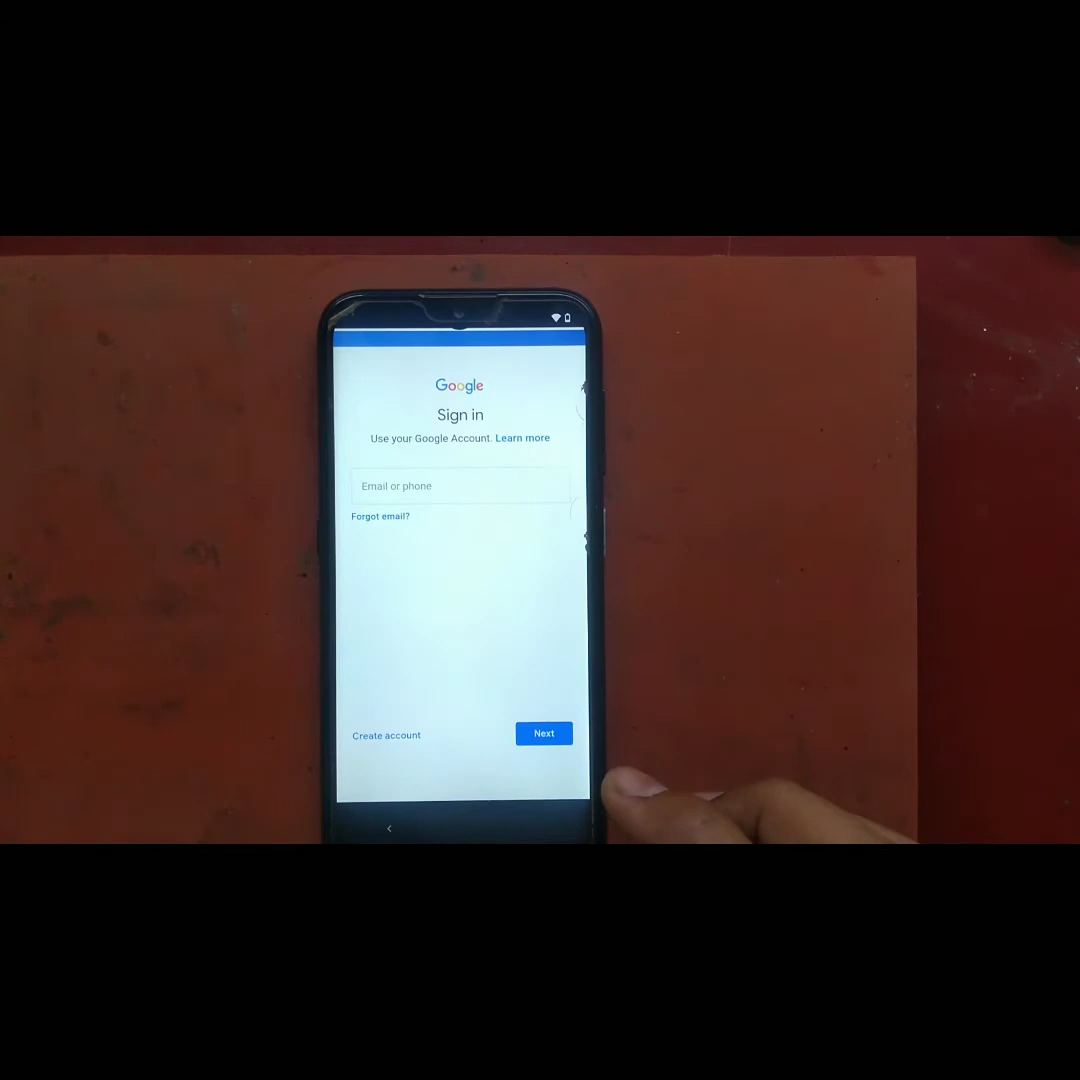 Google
Sign in
Use your Google Account. Learn more
Email or phone
Forgot email?
Create account
Next